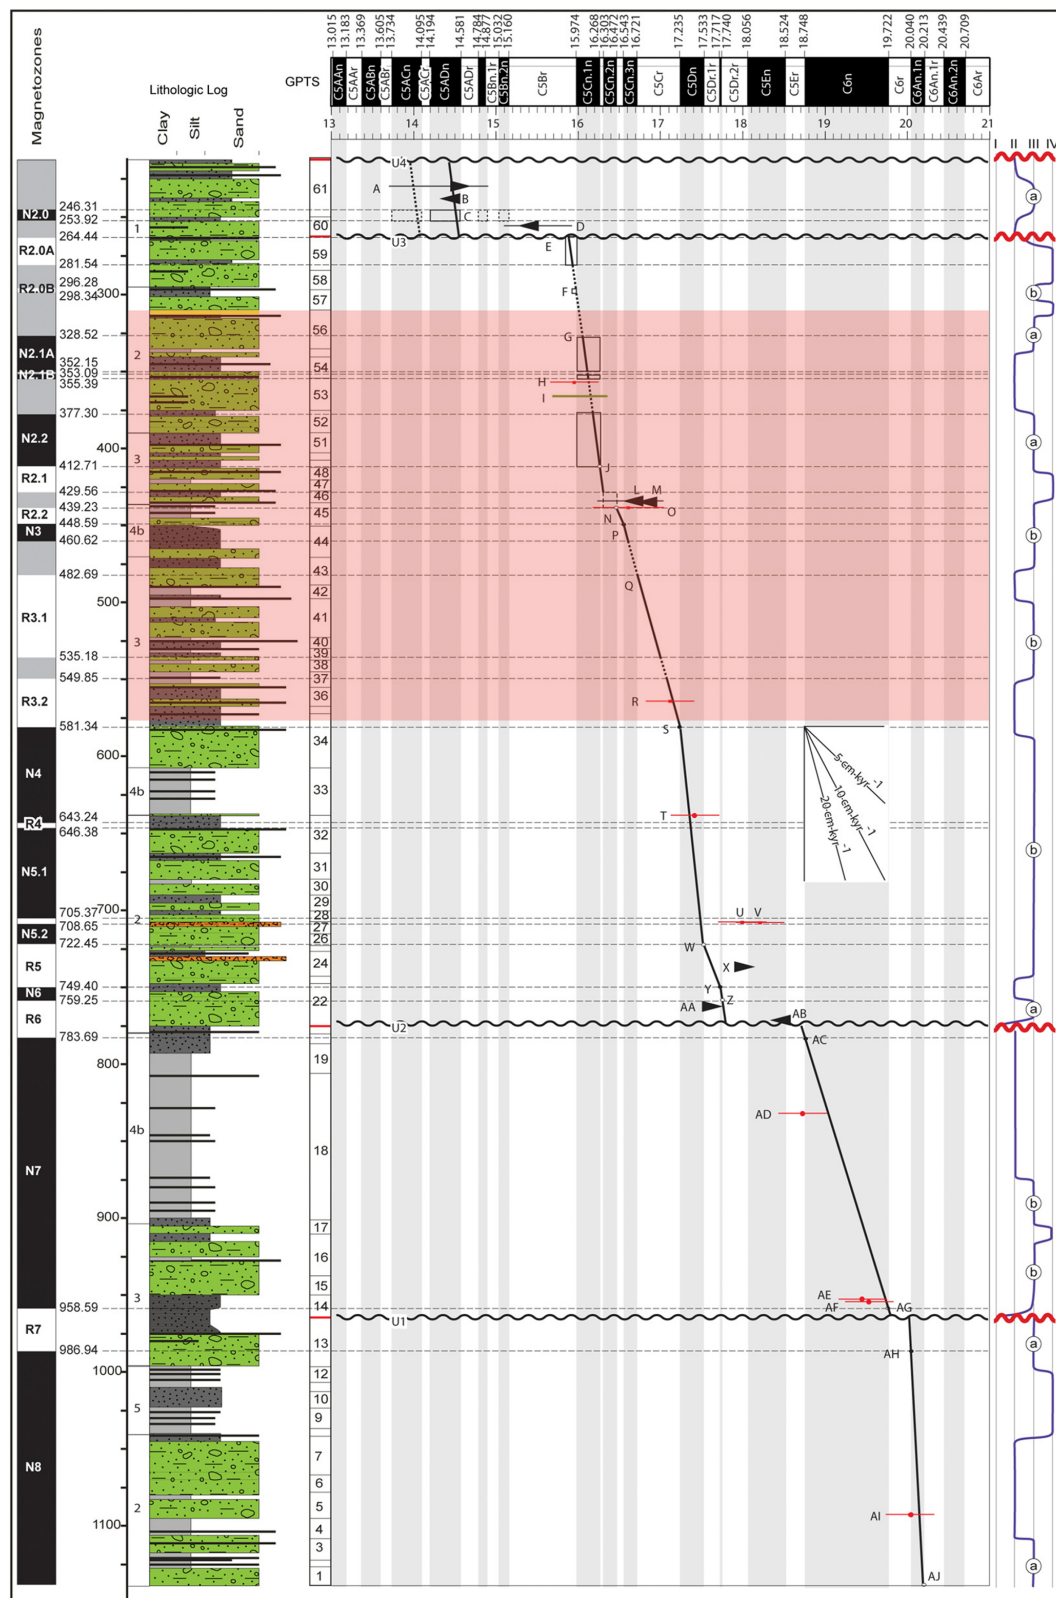 13.015
13.183
13.369
13.605
13.734
14.095
14.194
14.581
14.784
14.877
15.032
15.160
15.974
16.268
16.303
16.472
16.543
16.721
17.235
17.533
17.717
17.740
18.056
18.524
18.748
19.722
20.040
20.213
20.439
20.709
Magnetozones
Lithologic Log
GPTS
C5AAn
C5AAr
C5ABn
C5ABr
C5ACn
C5ACr
C5ADn
C5ADr
C5Bn.1r
C5Bn.2n
C5Br
C5Cn.1n
C5Cn.2n
C5Cn.3n
C5Cr
C5Dn
C5Dr.1r
C5Dr.2r
C5En
C5Er
C6n
C6r
C6An.1n
C6An.1r
C6An.2n
C6Ar
Clay
Silt
Sand
13 14 15 16 17 18 19 20 21
I II III IV
U4
61
A
a
B
246.31
N2.0
C
253.92
1
60
D
264.44
U3
R2.0A
E
59
281.54
58
296.28
R2.0B
F
b
298.34
300
57
56
328.52
G
a
N2.1A
2
352.15
54
353.09
N2.1B
H
355.39
53
I
377.30
52
N2.2
51
a
400
3
412.71
J
48
R2.1
47
429.56
46
L M
439.23
R2.2
45
O
N
448.59
N3
4b
P
b
460.62
44
482.69
43
Q
42
500
R3.1
41
3
40
b
39
535.18
38
549.85
37
R3.2
36
R
581.34
S
34
600
5 cm kyr -1
N4
4b
33
10 cm kyr -1
20 cm kyr -1
643.24
T
R4
646.38
32
b
N5.1
31
30
29
705.37
700
28
U V
2
708.65
27
N5.2
26
722.45
W
R5
24
X
749.40
Y
N6
22
Z
759.25
AA
a
R6
AB
U2
783.69
AC
19
800
AD
4b
N7
18
b
900
17
16
b
15
AE
3
14
AF
AG
958.59
U1
R7
13
a
986.94
AH
1000
12
10
5
9
N8
7
6
2
5
AI
1100
4
3
a
1
AJ